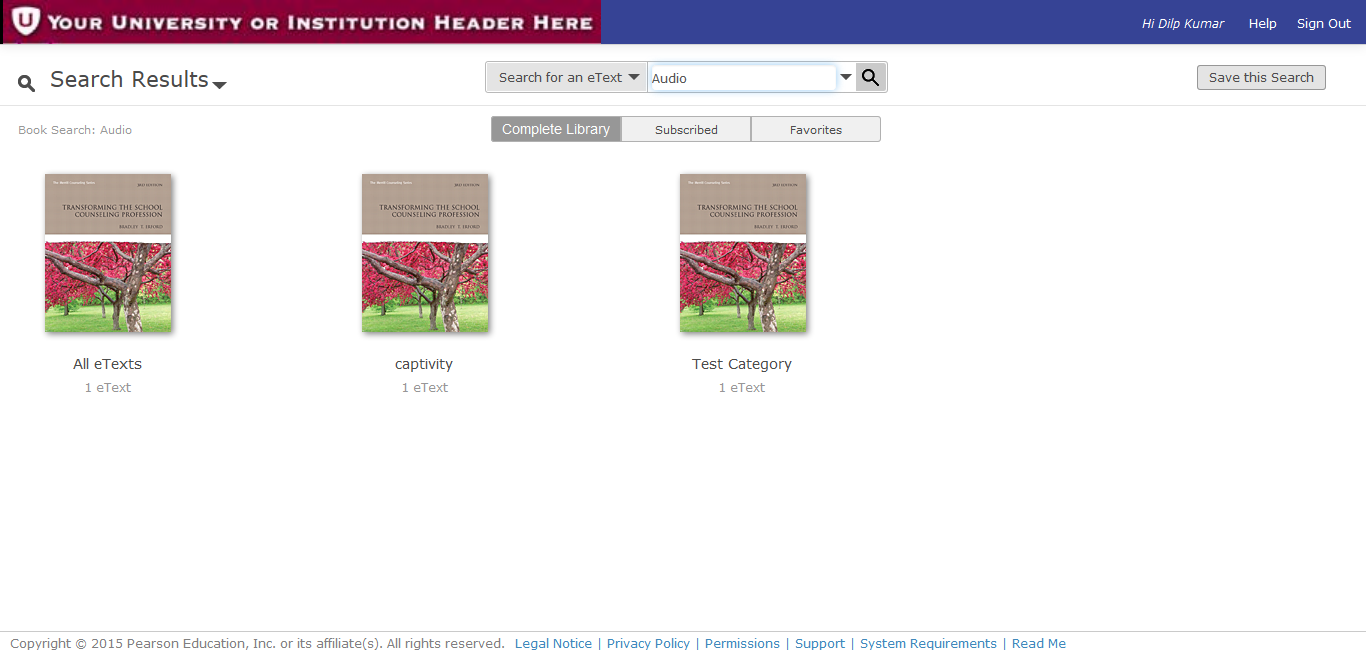 YOUR UNIVERSITY OR INSTITUTION HEADER HERE
Hi Dilp Kumar Help Sign Out
Search Results
Search for an eText
Audio
Save this Search
Book Search: Audio
Complete Library Subscribed Favorites
The Merrill Counseling Series
3RD EDITION
TRANSFORMING THE SCHOOL
COUNSELING PROFESSION
BRADLEY T. ERFORD
The Merrill Counseling Series
3RD EDITION
TRANSFORMING THE SCHOOL
COUNSELING PROFESSION
BRADLEY T. ERFORD
The Merrill Counseling Series
3RD EDITION
TRANSFORMING THE SCHOOL
COUNSELING PROFESSION
BRADLEY T. ERFORD
All eTexts
1 eText
captivity
1 eText
Test Category
1 eText
Copyright © 2015 Pearson Education, Inc. or its affiliate(s). All rights reserved. Legal Notice | Privacy Policy | Permissions | Support | System Requirements | Read Me